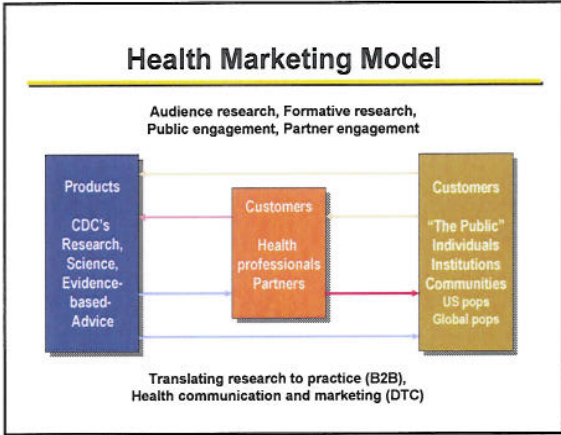 Health Marketing Model
Audience research, Formative research,
Public engagement, Partner engagement
Products
CDC's
Research,
Science,
Evidence-
based-
Advice
Customers
Health
professionals
Partners
Customers
"The Public"
Individuals
Institutions
Communities
US pops
Global pops
Translating research to practice (B2B),
Health communication and marketing (DTC)